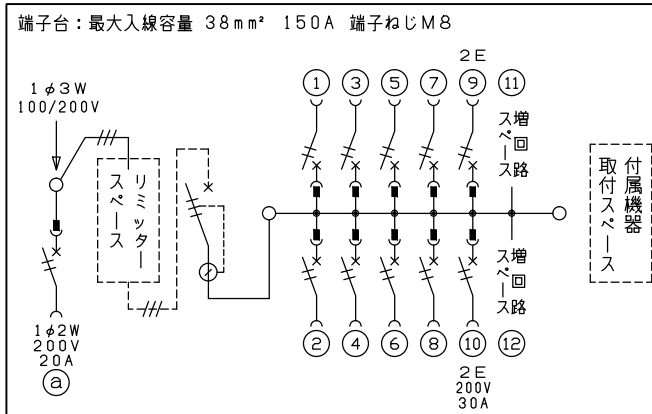 端子台：最大入線容量 38mm² 150A 端子ねじM8
1φ3W
100/200V
リミッタースペース
1φ2W
200V
20A
ⓐ
2E
① ③ ⑤ ⑦ ⑨ ⑪
増回路スペース
増回路スペース
② ④ ⑥ ⑧ ⑩ ⑫
2E
200V
30A
付属機器
取付スペース